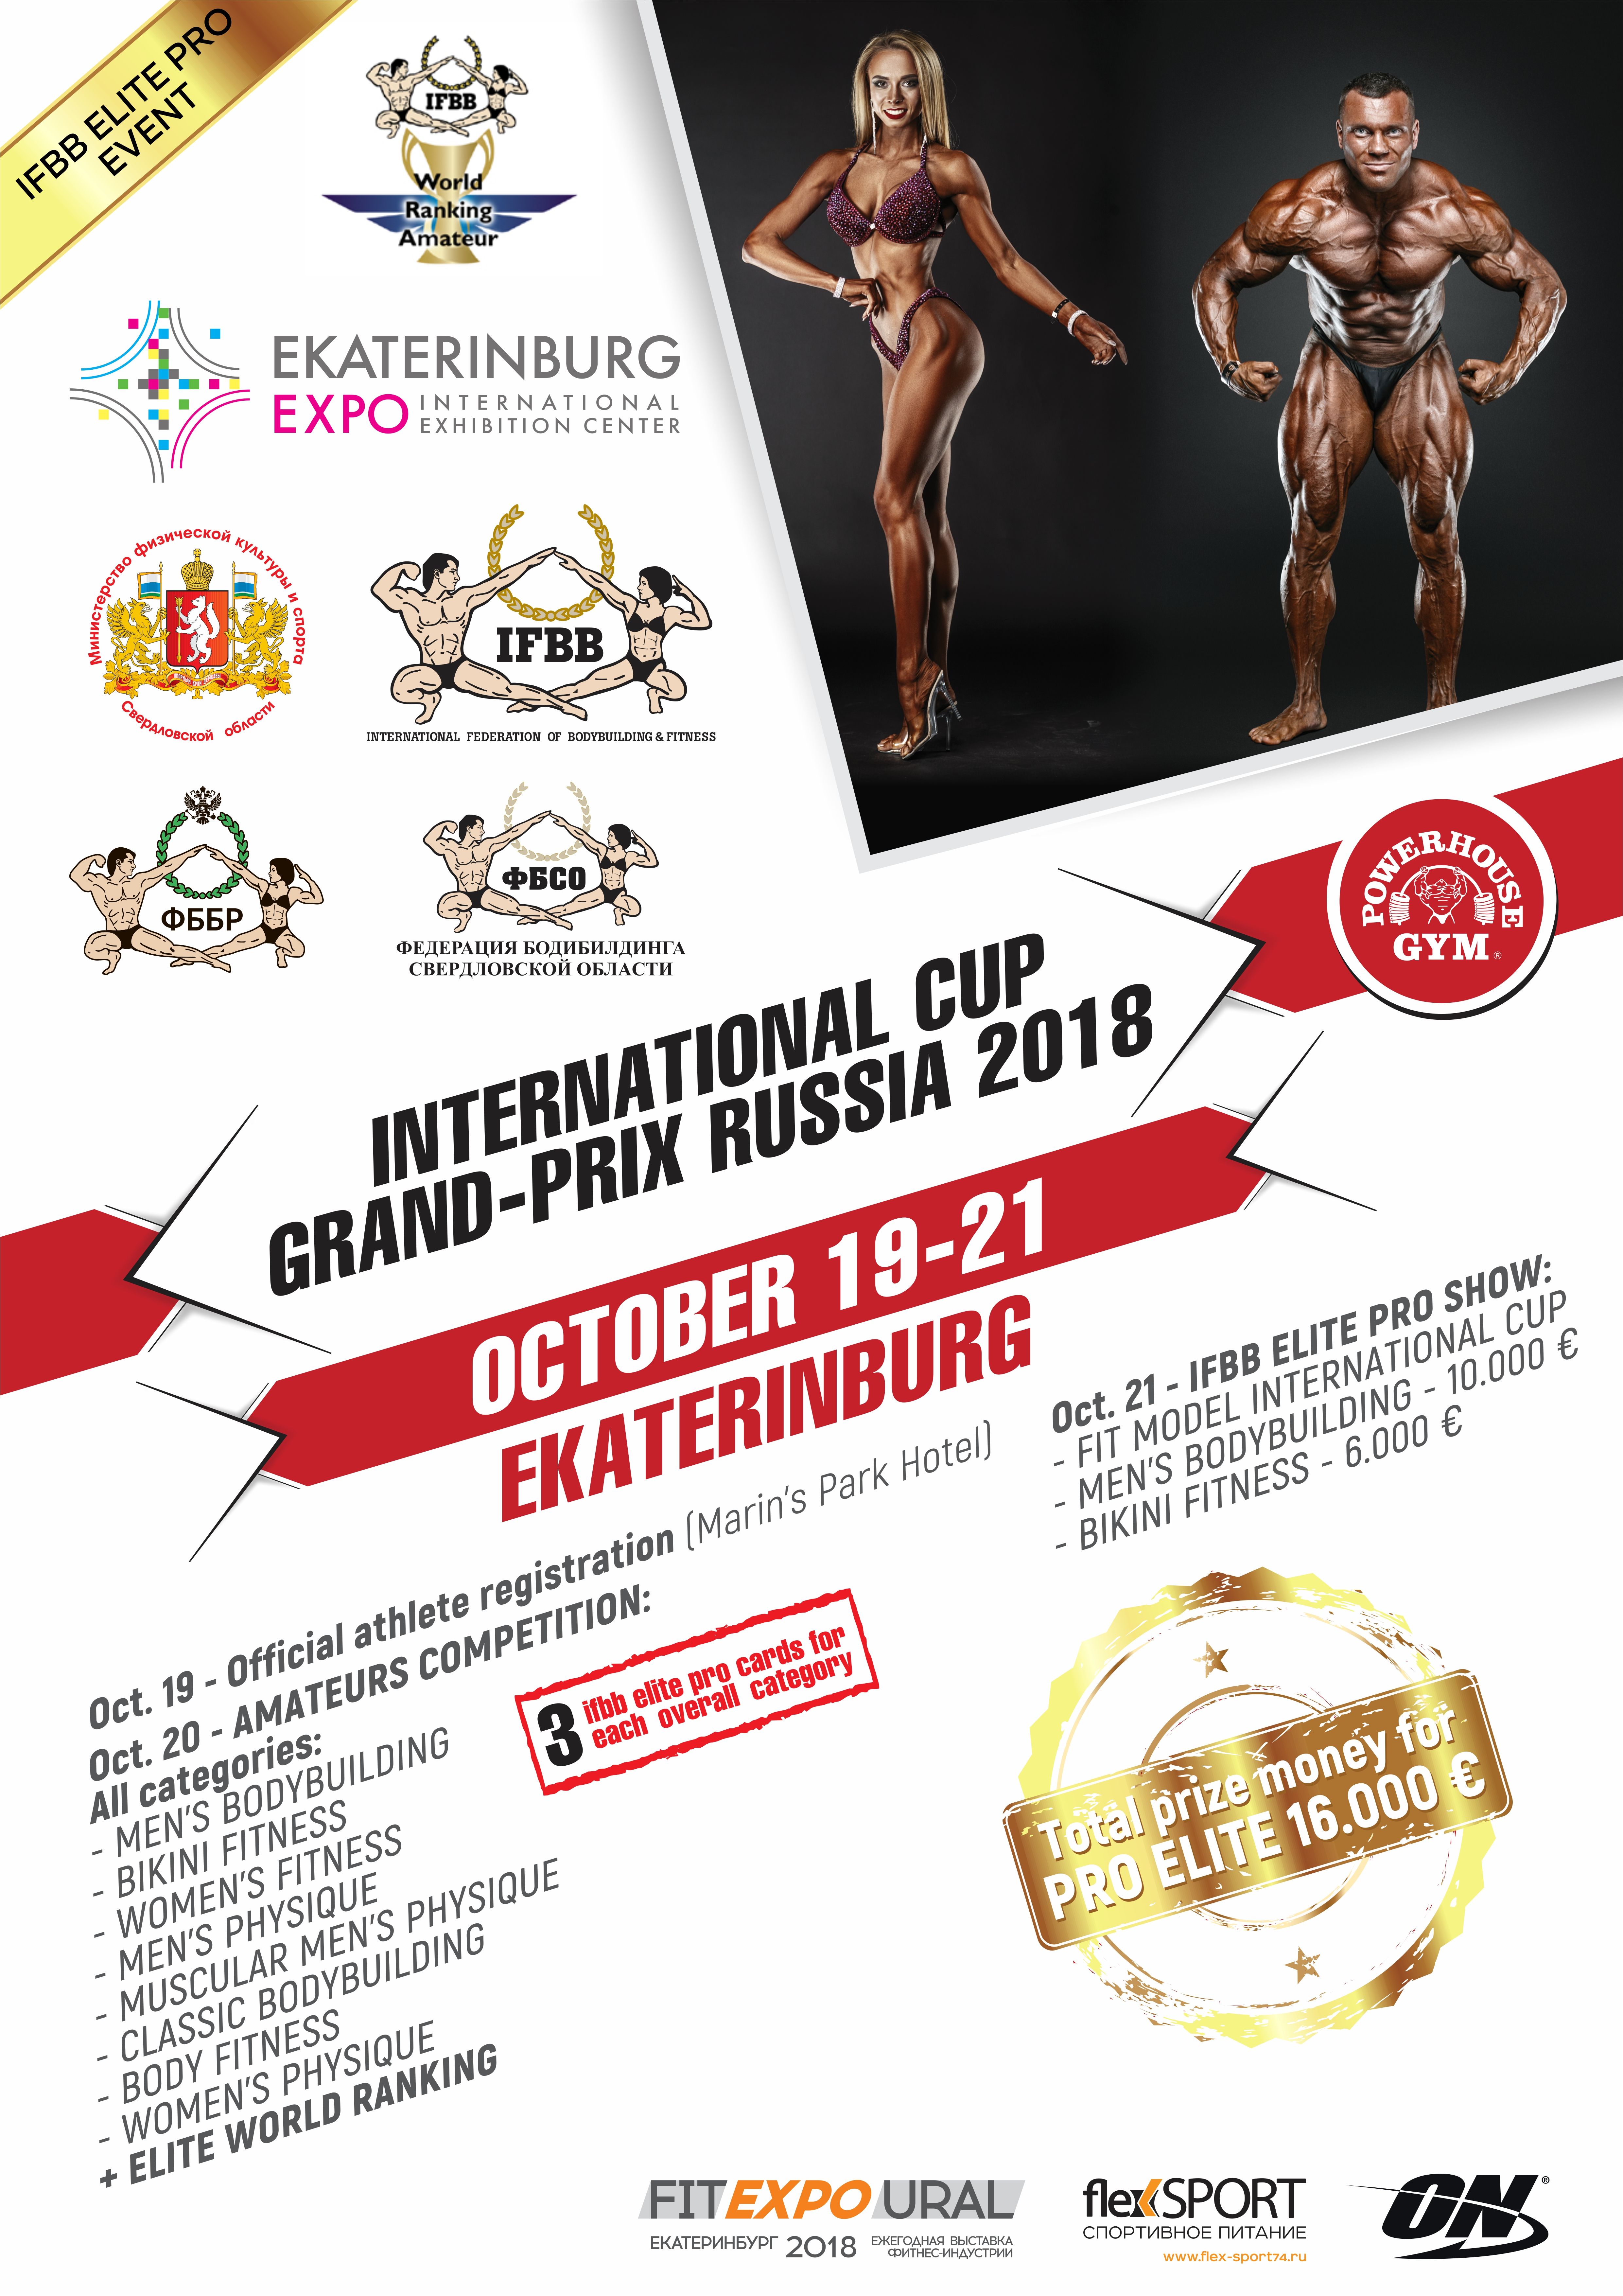 IFBB ELITE PRO
EVENT
IFBB
World
Ranking
Amateur
EKATERINBURG
EXPO INTERNATIONAL
EXHIBITION CENTER
Министерство физической культуры и спорта
Свердловской области
IFBB
INTERNATIONAL FEDERATION OF BODYBUILDING & FITNESS
ФББР
ФБСО
ФЕДЕРАЦИЯ БОДИБИЛДИНГА
СВЕРДЛОВСКОЙ ОБЛАСТИ
POWERHOUSE
GYM®
INTERNATIONAL CUP
GRAND-PRIX RUSSIA 2018
OCTOBER 19-21
EKATERINBURG
Oct. 19 - Official athlete registration (Marin's Park Hotel)
Oct. 20 - AMATEURS COMPETITION:
All categories:
- MEN'S BODYBUILDING
- BIKINI FITNESS
- WOMEN'S FITNESS
- MEN'S PHYSIQUE
- MUSCULAR MEN'S PHYSIQUE
- CLASSIC BODYBUILDING
- BODY FITNESS
- WOMEN'S PHYSIQUE
+ ELITE WORLD RANKING
3 ifbb elite pro cards for
each overall category
Oct. 21 - IFBB ELITE PRO SHOW:
- FIT MODEL INTERNATIONAL CUP
- MEN'S BODYBUILDING - 10.000 €
- BIKINI FITNESS - 6.000 €
Total prize money for
PRO ELITE 16.000 €
FITEXPOURAL
ЕКАТЕРИНБУРГ 2018 ЕЖЕГОДНАЯ ВЫСТАВКА
ФИТНЕС-ИНДУСТРИИ
flexSPORT
СПОРТИВНОЕ ПИТАНИЕ
www.flex-sport74.ru
ON®